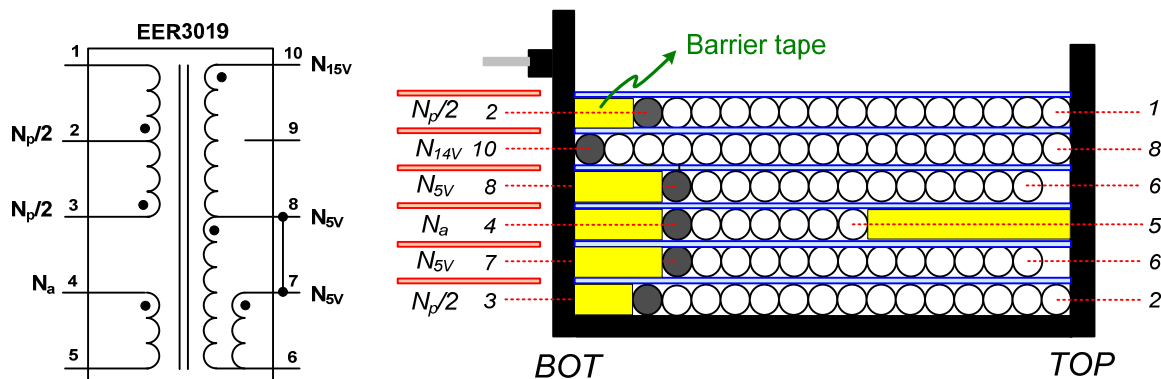 EER3019
1
10
N15V
Np/2
2
9
Np/2
3
8
N5V
Na
4
7
N5V
5
6
Barrier tape
Np/2 2
1
N14V 10
8
N5V 8
6
Na 4
5
N5V 7
6
Np/2 3
2
BOT
TOP